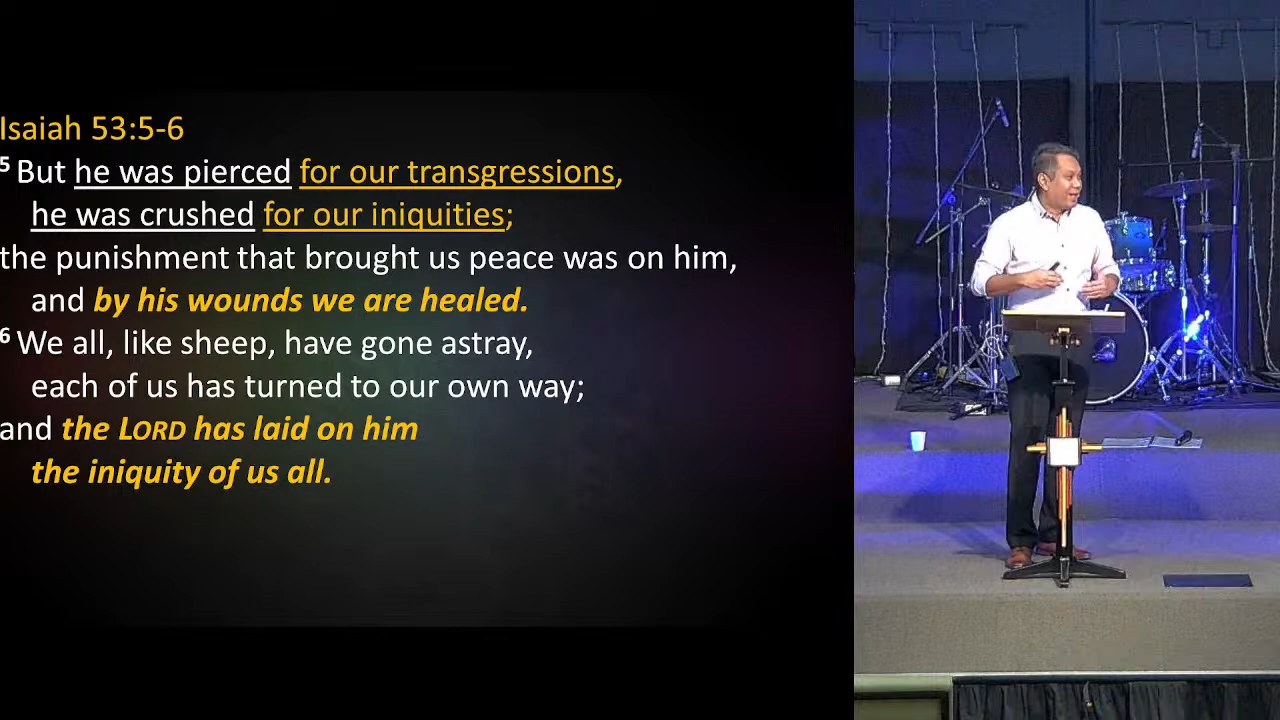 Isaiah 53:5-6
5 But he was pierced for our transgressions,
he was crushed for our iniquities;
the punishment that brought us peace was on him,
and by his wounds we are healed.
6 We all, like sheep, have gone astray,
each of us has turned to our own way;
and the LORD has laid on him
the iniquity of us all.